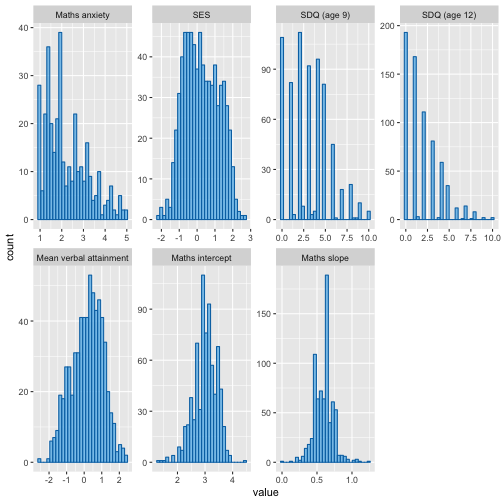 Maths anxiety SES SDQ (age 9) SDQ (age 12)
40 30 20 10 0
40 30 20 10 0
90 60 30 0
200 150 100 50 0
1 2 3 4 5
-2 -1 0 1 2 3
0.0 2.5 5.0 7.5 10.0
0.0 2.5 5.0 7.5 10.0
count
Mean verbal attainment Maths intercept Maths slope
40 20 0
90 60 30 0
150 100 50 0
-2 -1 0 1 2
2 3 4
0.0 0.5 1.0
value